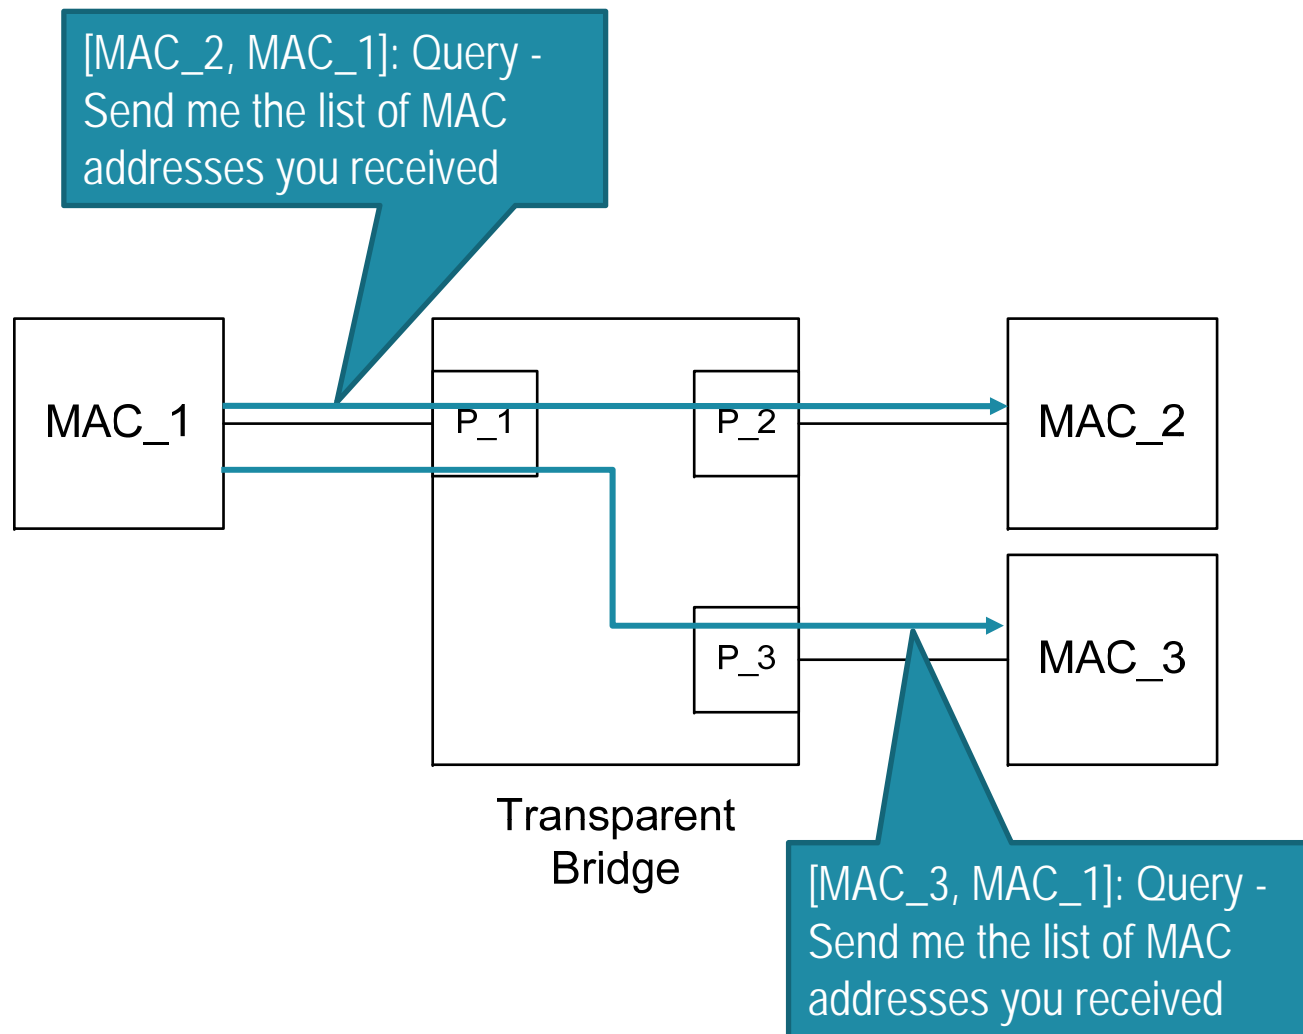 [MAC_2, MAC_1]: Query -
Send me the list of MAC
addresses you received
MAC_1
P_1
P_2
MAC_2
P_3
MAC_3
Transparent
Bridge
[MAC_3, MAC_1]: Query -
Send me the list of MAC
addresses you received